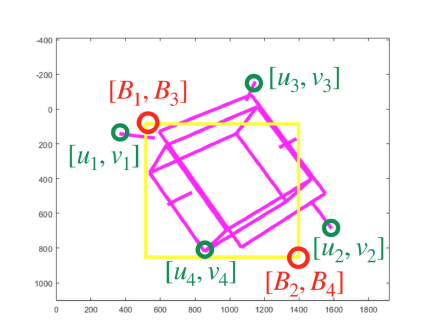 -400
-200
0
200
400
600
800
1000
0 200 400 600 800 1000 1200 1400 1600 1800
[B₁, B₃]
[u₃, v₃]
[u₁, v₁]
[u₂, v₂]
[u₄, v₄]
[B₂, B₄]